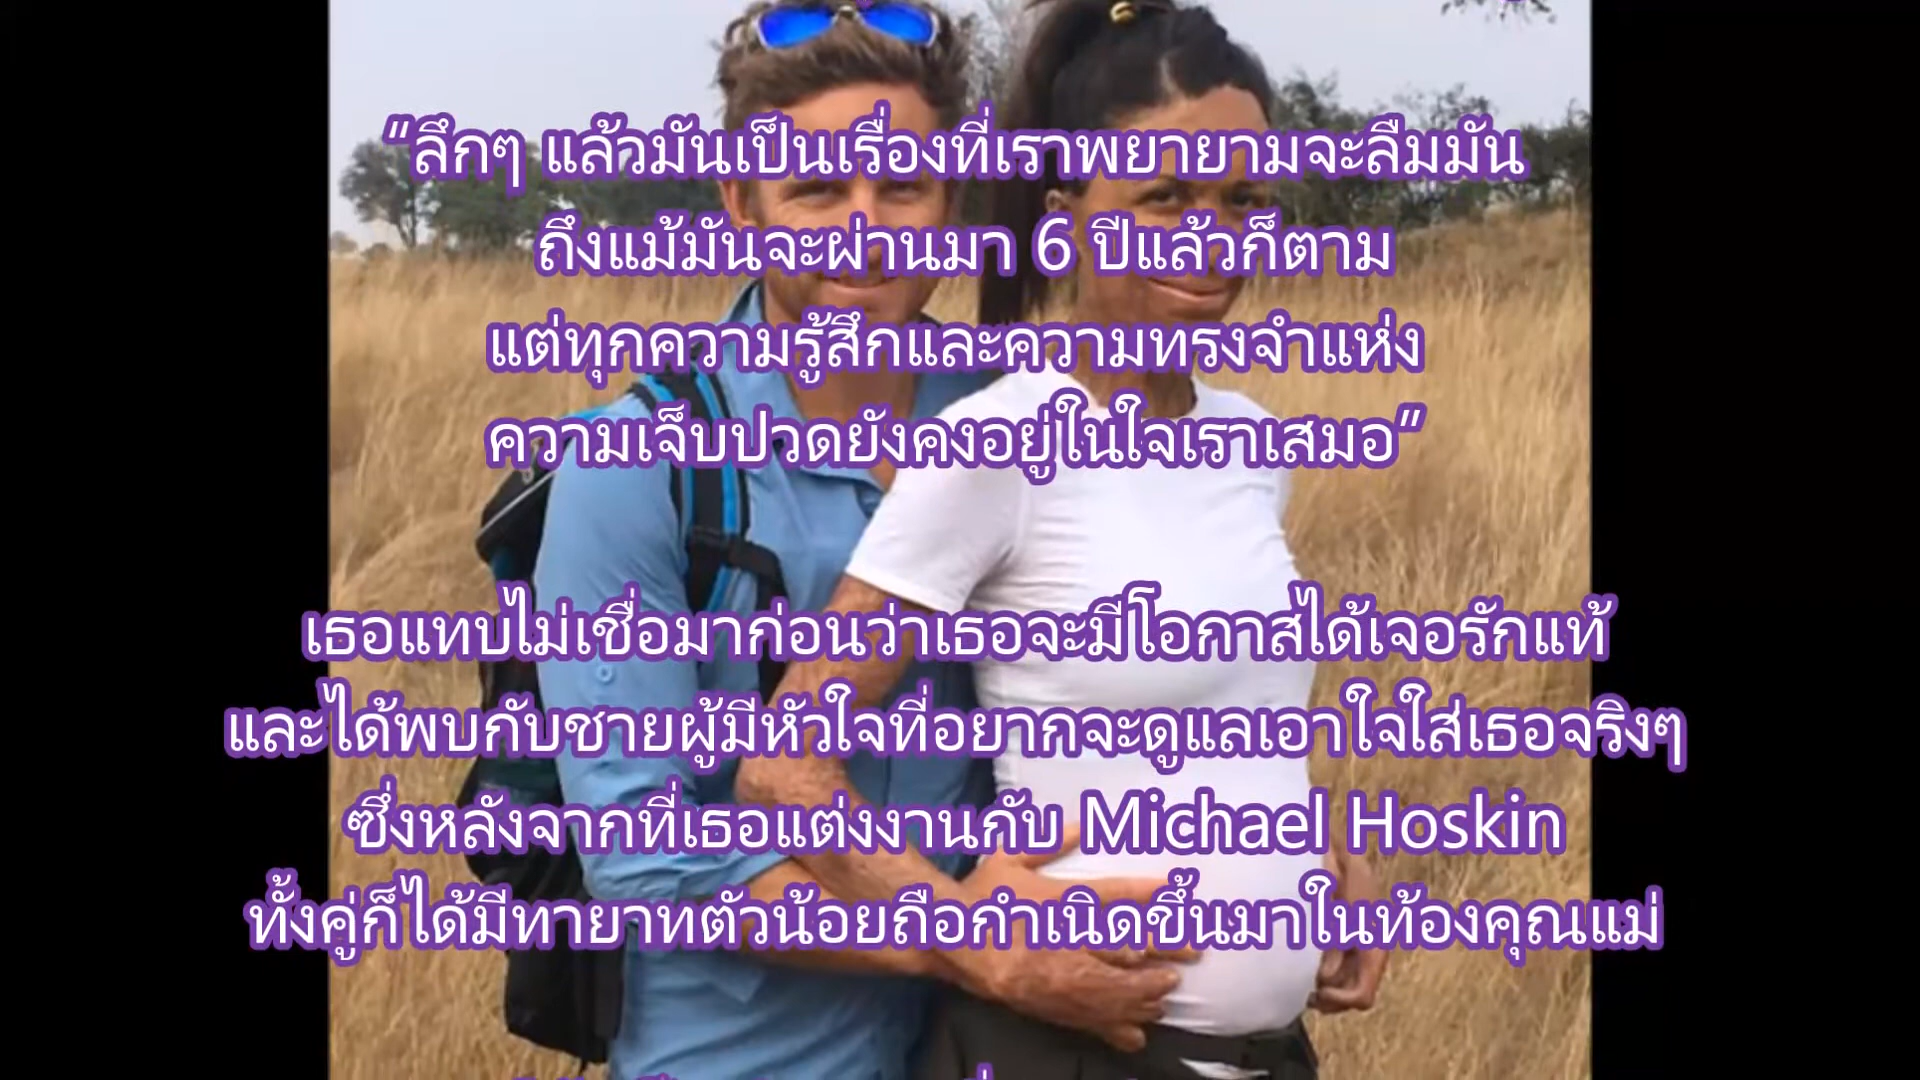 “ลึกๆ แล้วมันเป็นเรื่องที่เราพยายามจะลืมมัน
ถึงแม้มันจะผ่านมา 6 ปีแล้วก็ตาม
แต่ทุกความรู้สึกและความทรงจำแห่ง
ความเจ็บปวดยังคงอยู่ในใจเราเสมอ”
เธอแทบไม่เชื่อมาก่อนว่าเธอจะมีโอกาสได้เจอรักแท้
และได้พบกับชายผู้มีหัวใจที่อยากจะดูแลเอาใจใส่เธอจริงๆ
ซึ่งหลังจากที่เธอแต่งงานกับ Michael Hoskin
ทั้งคู่ก็ได้มีทายาทตัวน้อยถือกำเนิดขึ้นมาในท้องคุณแม่